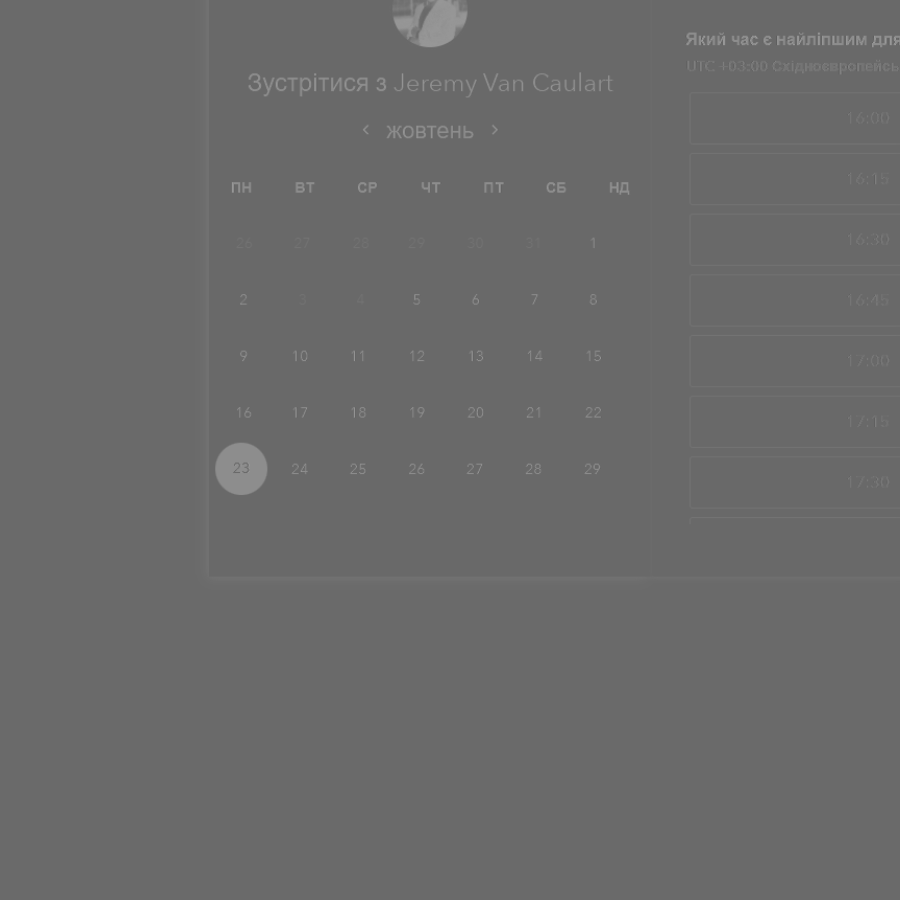 Зустрітися з Jeremy Van Caulart
жовтень
ПН ВТ СР ЧТ ПТ СБ НД
26 27 28 29 30 31 1
2 3 4 5 6 7 8
9 10 11 12 13 14 15
16 17 18 19 20 21 22
23 24 25 26 27 28 29
Який час є найліпшим для
UTC +03:00
16:00
16:15
16:30
16:45
17:00
17:15
17:30